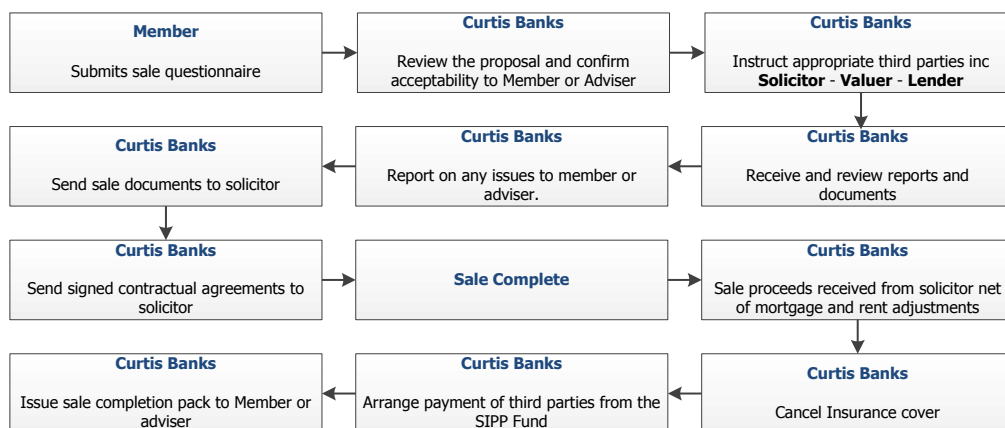 Member
Submits sale questionnaire
Curtis Banks
Review the proposal and confirm
acceptability to Member or Adviser
Curtis Banks
Instruct appropriate third parties inc
Solicitor - Valuer - Lender
Curtis Banks
Send sale documents to solicitor
Curtis Banks
Report on any issues to member or
adviser.
Curtis Banks
Receive and review reports and
documents
Curtis Banks
Send signed contractual agreements to
solicitor
Sale Complete
Curtis Banks
Sale proceeds received from solicitor net
of mortgage and rent adjustments
Curtis Banks
Issue sale completion pack to Member or
adviser
Curtis Banks
Arrange payment of third parties from the
SIPP Fund
Curtis Banks
Cancel Insurance cover